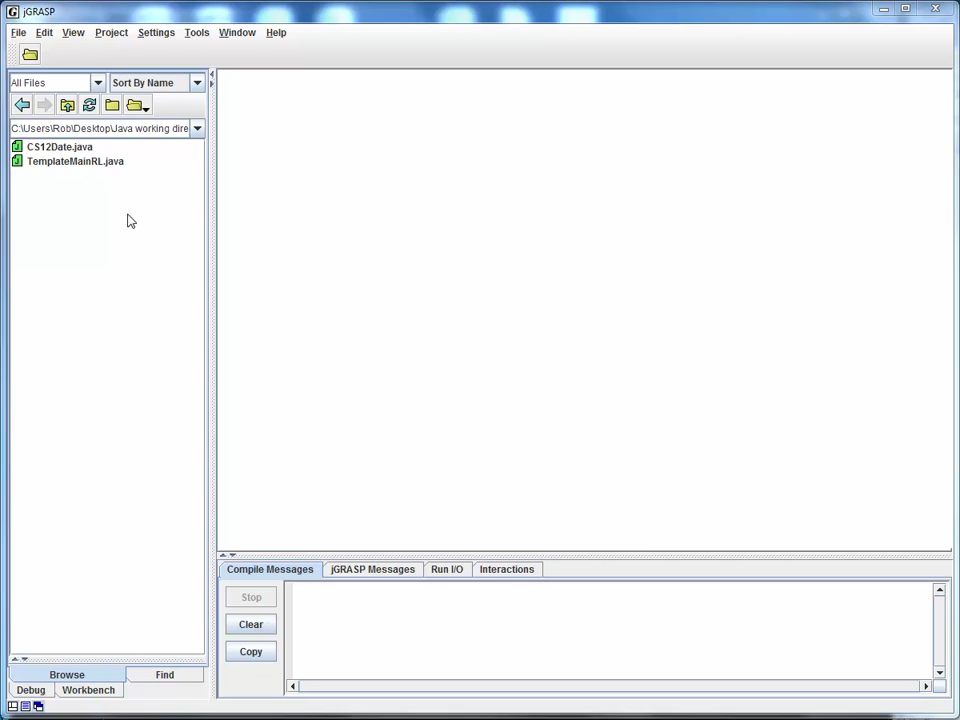 jGRASP
File Edit View Project Settings Tools Window Help
All Files Sort By Name
C:\Users\Rob\Desktop\Java working dire
CS12Date.java
TemplateMainRL.java
Compile Messages jGRASP Messages Run I/O Interactions
Stop
Clear
Copy
Browse Find
Debug Workbench